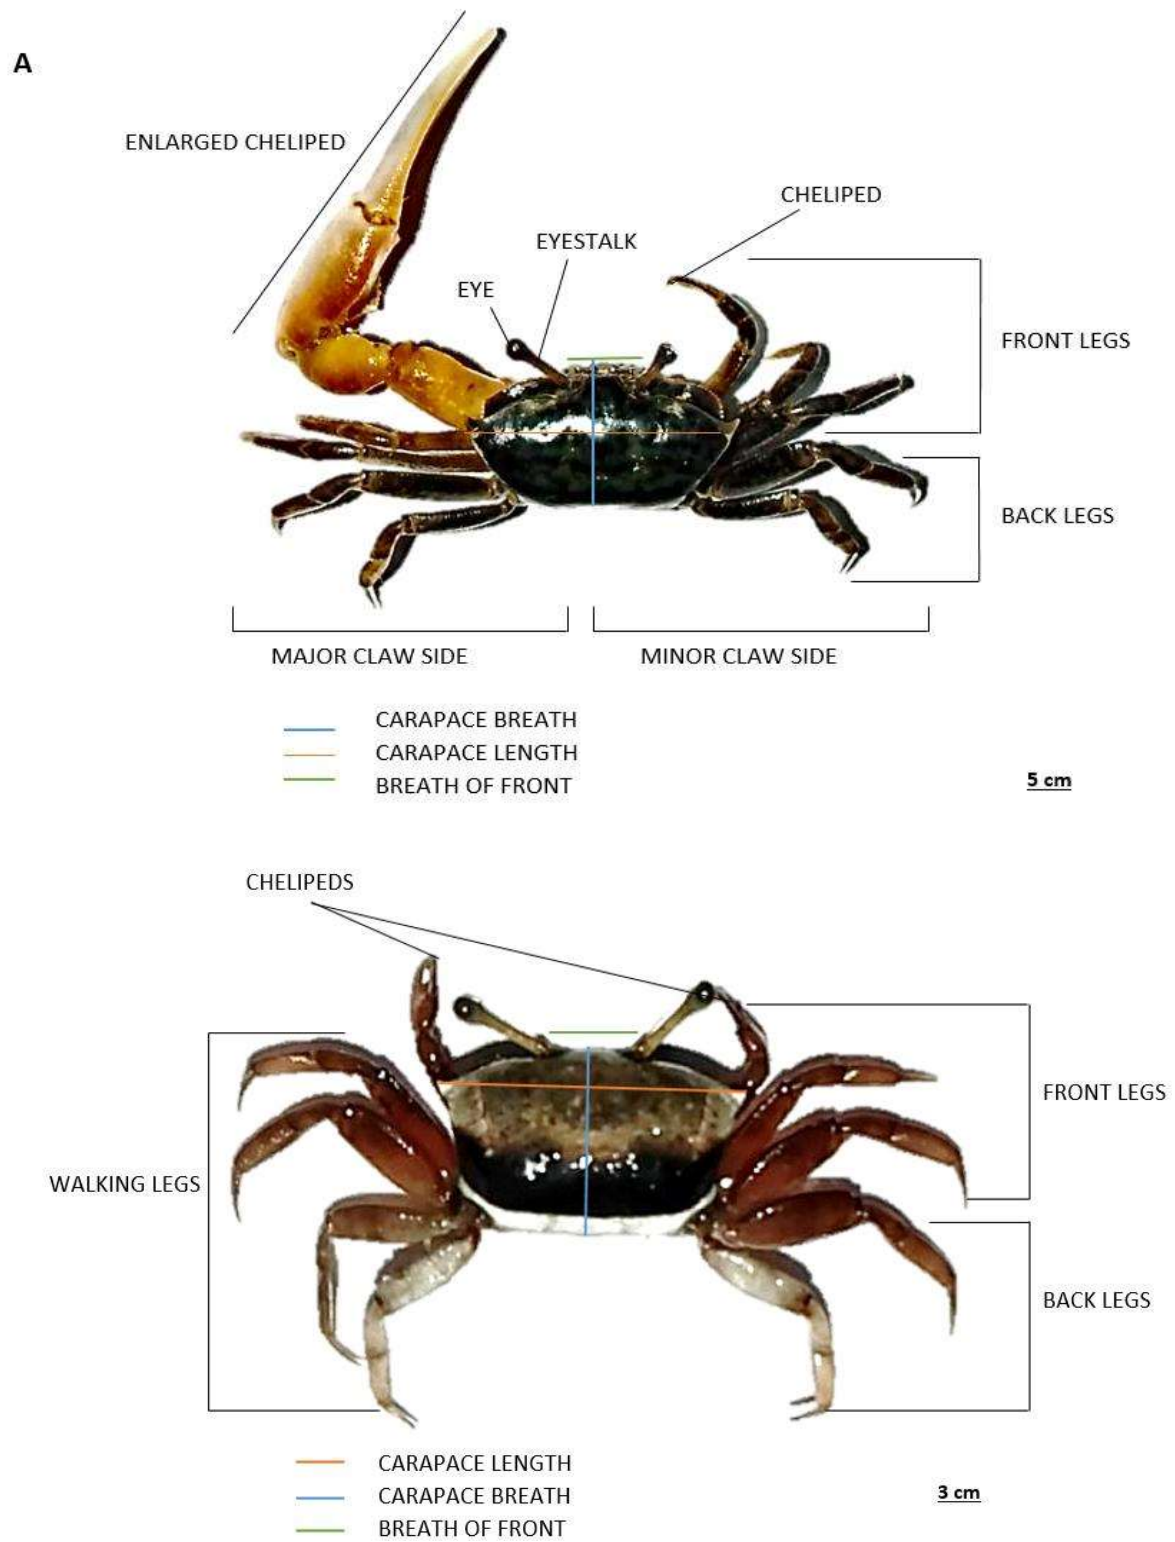 A
ENLARGED CHELIPED
CHELIPED
EYESTALK
EYE
FRONT LEGS
BACK LEGS
MAJOR CLAW SIDE
MINOR CLAW SIDE
CARAPACE BREATH
CARAPACE LENGTH
BREATH OF FRONT
5 cm
CHELIPEDS
FRONT LEGS
WALKING LEGS
BACK LEGS
CARAPACE LENGTH
CARAPACE BREATH
BREATH OF FRONT
3 cm